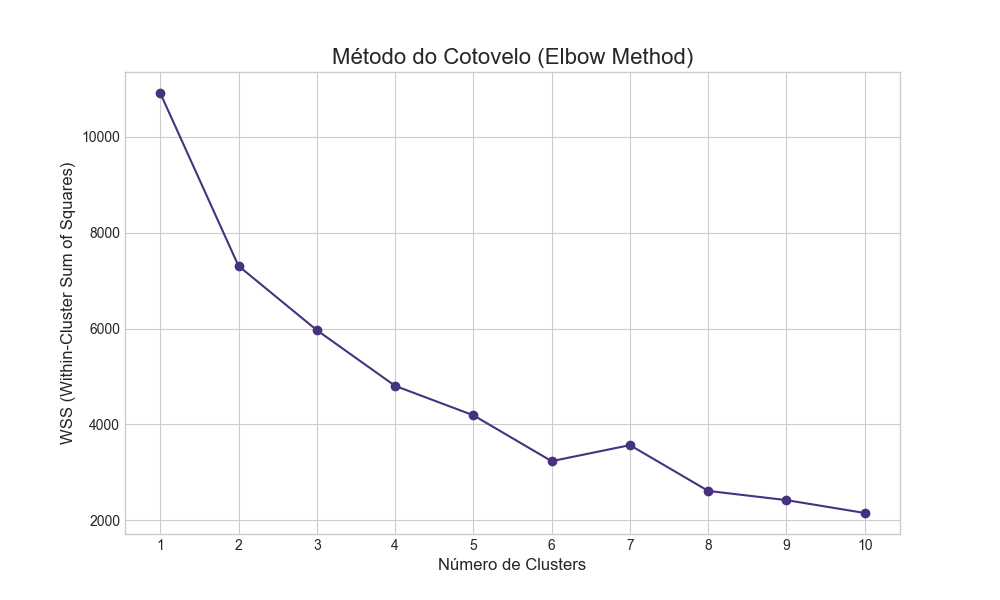 Método do Cotovelo (Elbow Method)
WSS (Within-Cluster Sum of Squares)
10000
8000
6000
4000
2000
1 2 3 4 5 6 7 8 9 10
Número de Clusters